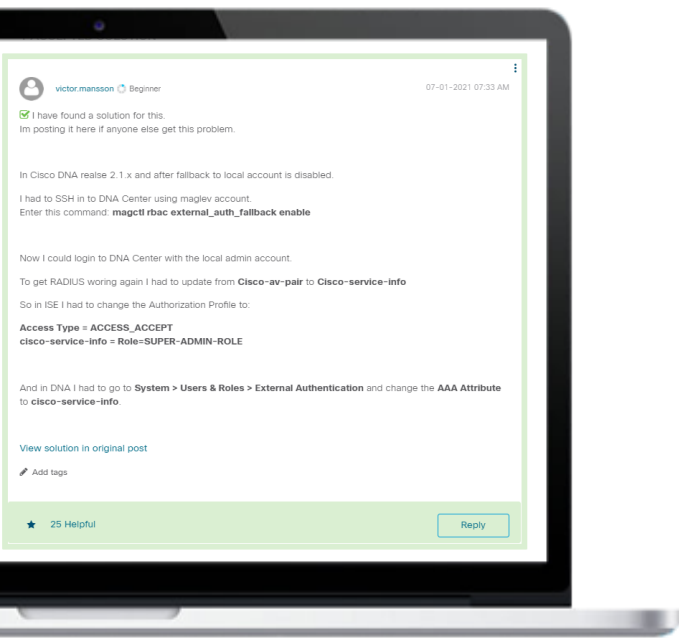 victor.mansson Beginner
07-01-2021 07:33 AM
I have found a solution for this.
Im posting it here if anyone else get this problem.
In Cisco DNA realse 2.1.x and after fallback to local account is disabled.
I had to SSH in to DNA Center using maglev account.
Enter this command: magctl rbac external_auth_fallback enable
Now I could login to DNA Center with the local admin account.
To get RADIUS woring again I had to update from Cisco-av-pair to Cisco-service-info
So in ISE I had to change the Authorization Profile to:
Access Type = ACCESS_ACCEPT
cisco-service-info = Role=SUPER-ADMIN-ROLE
And in DNA I had to go to System > Users & Roles > External Authentication and change the AAA Attribute
to cisco-service-info.
View solution in original post
Add tags
25 Helpful
Reply